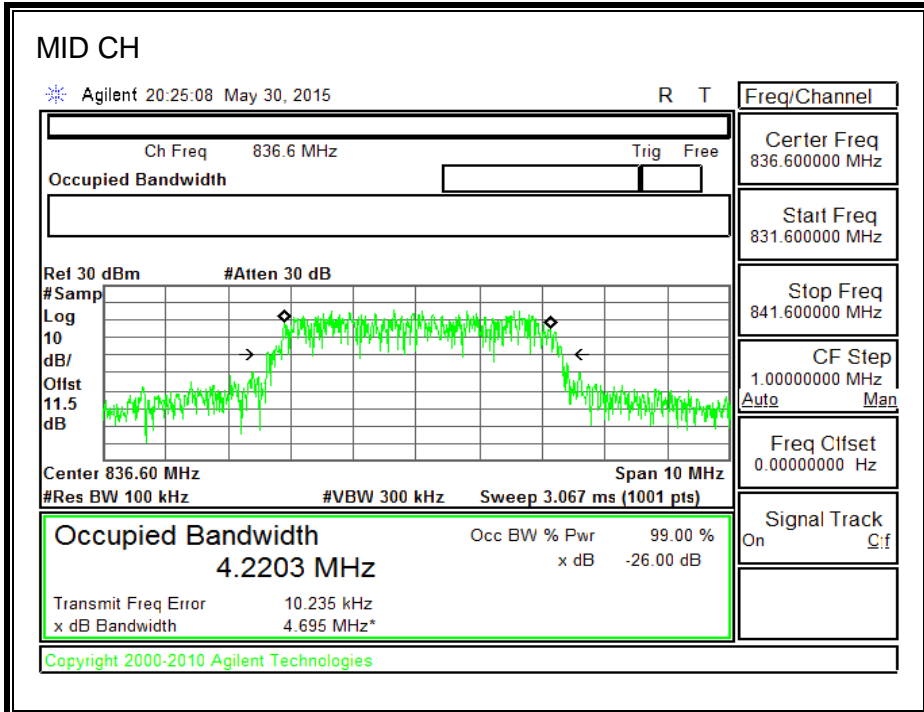 MID CH
Agilent 20:25:08 May 30, 2015 R T
Freq/Channel
Ch Freq 836.6 MHz Trig Free
Occupied Bandwidth
Center Freq
836.600000 MHz
Start Freq
831.600000 MHz
Stop Freq
841.600000 MHz
CF Step
1.00000000 MHz
Auto Man
Freq Offset
0.00000000 Hz
Signal Track
On Off
Ref 30 dBm #Atten 30 dB
#Samp
Log
10
dB/
Offst
11.5
dB
Center 836.60 MHz Span 10 MHz
#Res BW 100 kHz #VBW 300 kHz Sweep 3.067 ms (1001 pts)
Occupied Bandwidth Occ BW % Pwr 99.00 %
4.2203 MHz x dB -26.00 dB
Transmit Freq Error 10.235 kHz
x dB Bandwidth 4.695 MHz*
Copyright 2000-2010 Agilent Technologies